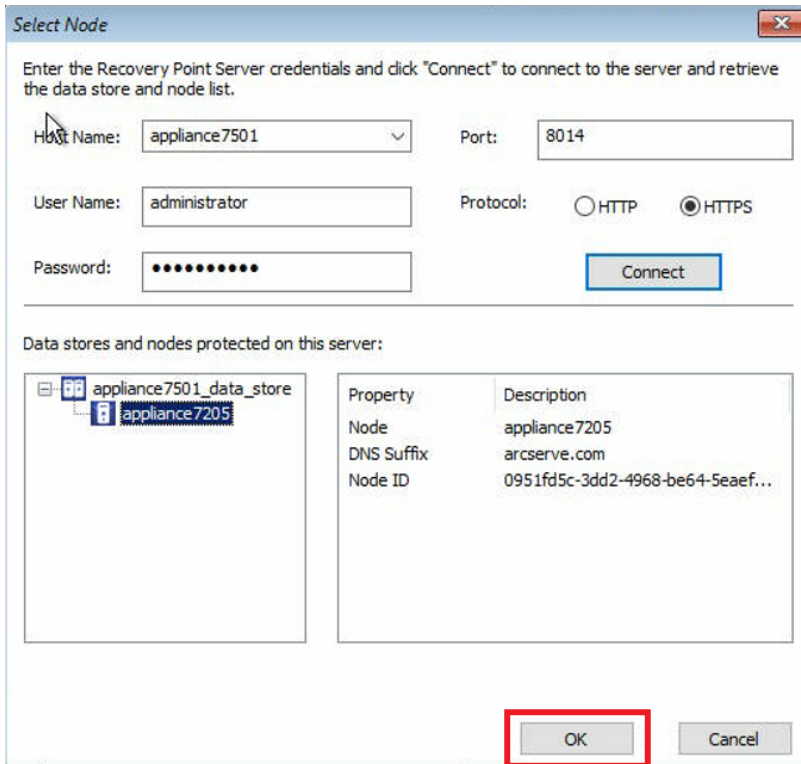 Select Node
Enter the Recovery Point Server credentials and click "Connect" to connect to the server and retrieve
the data store and node list.
Host Name: appliance7501 Port: 8014
User Name: administrator Protocol: HTTP HTTPS
Password: •••••••••• Connect
Data stores and nodes protected on this server:
appliance7501_data_store
appliance7205
Property Description
Node appliance7205
DNS Suffix arcserve.com
Node ID 0951fd5c-3dd2-4968-be64-5eaef...
OK Cancel